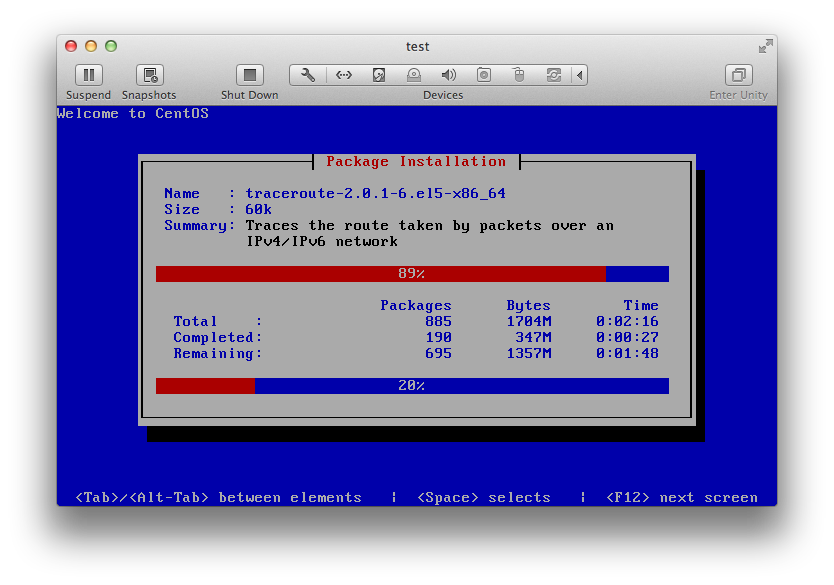 test
Suspend Snapshots Shut Down Devices Enter Unity
Welcome to CentOS
Package Installation
Name : traceroute-2.0.1-6.el5-x86_64
Size : 60k
Summary: Traces the route taken by packets over an
IPv4/IPv6 network
89%
Packages Bytes Time
Total : 885 1704M 0:02:16
Completed: 190 347M 0:00:27
Remaining: 695 1357M 0:01:48
20%
<Tab>/<Alt-Tab> between elements | <Space> selects | <F12> next screen